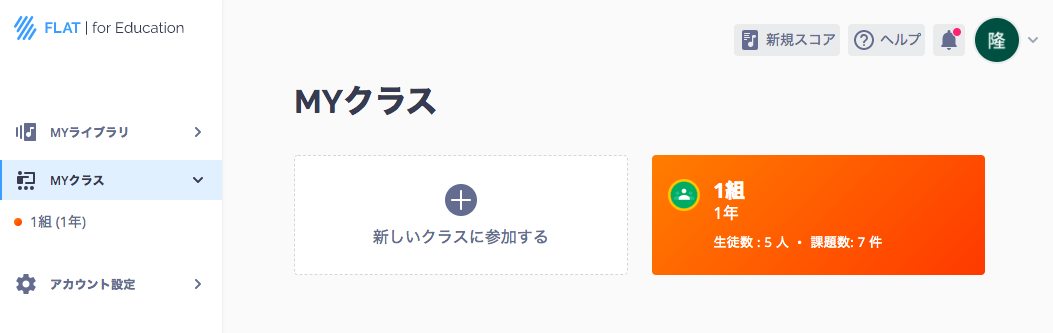 FLAT | for Education
新規スコア
ヘルプ
隆
MYクラス
MYライブラリ
MYクラス
1組 (1年)
アカウント設定
新しいクラスに参加する
1組
1年
生徒数 : 5 人 ・ 課題数: 7 件